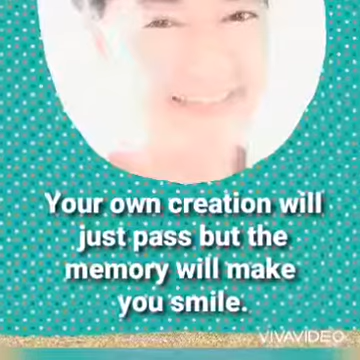 Your own creation will
just pass but the
memory will make
you smile.
VIVAVIDEO